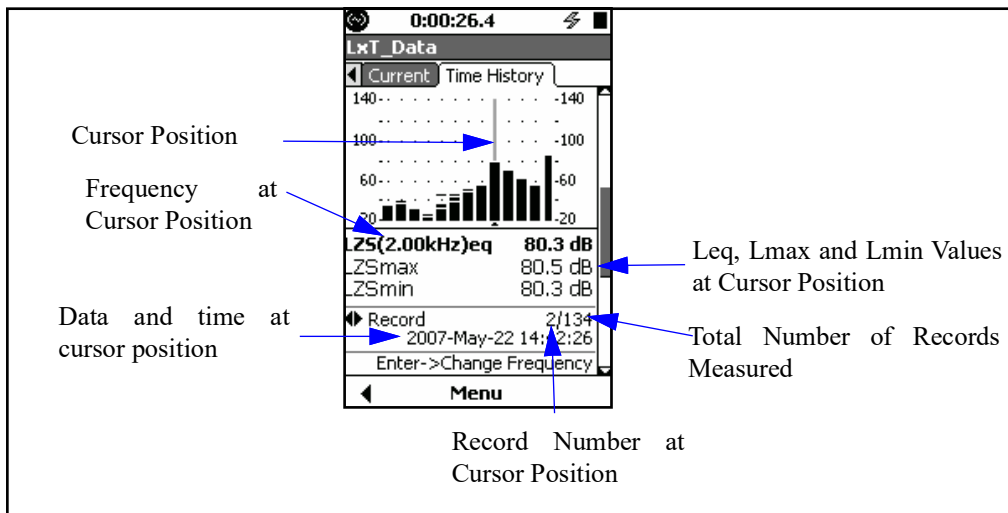 0:00:26.4
LxT_Data
Current Time History
140 -140
100 -100
60 -60
20 -20
LZS(2.00kHz)eq 80.3 dB
LZSmax 80.5 dB
LZSmin 80.3 dB
Record 2/134
2007-May-22 14:42:26
Enter->Change Frequency
Menu
Cursor Position
Frequency at
Cursor Position
Data and time at
cursor position
Leq, Lmax and Lmin Values
at Cursor Position
Total Number of Records
Measured
Record Number at
Cursor Position